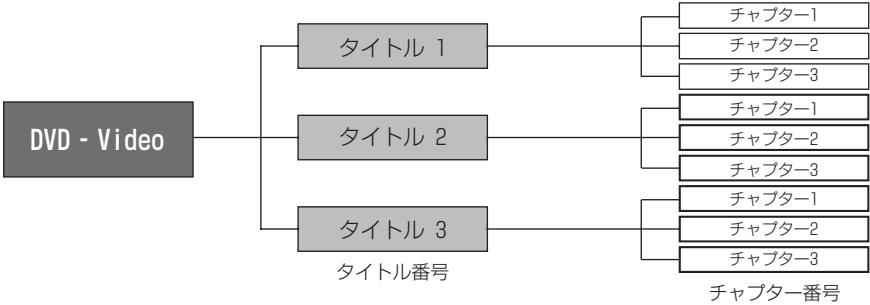 DVD - Video
タイトル 1
チャプター1
チャプター2
チャプター3
タイトル 2
チャプター1
チャプター2
チャプター3
タイトル 3
チャプター1
チャプター2
チャプター3
タイトル番号
チャプター番号